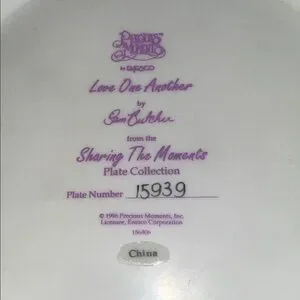 Precious
Moments
by ENESCO
Love One Another
by
Sam Butcher
from the
Sharing The Moments
Plate Collection
Plate Number 15939
© 1996 Precious Moments, Inc.
Licensee, Enesco Corporation
186406
China